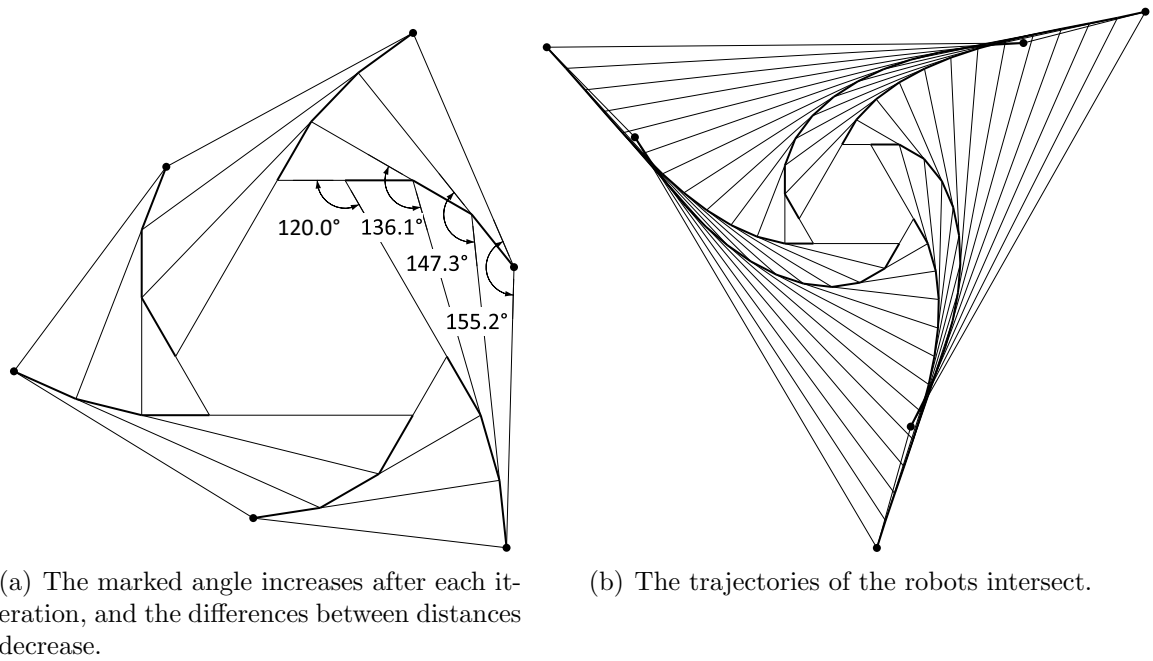 120.0° 136.1°
147.3°
155.2°
(a) The marked angle increases after each it-
eration, and the differences between distances
decrease.
(b) The trajectories of the robots intersect.